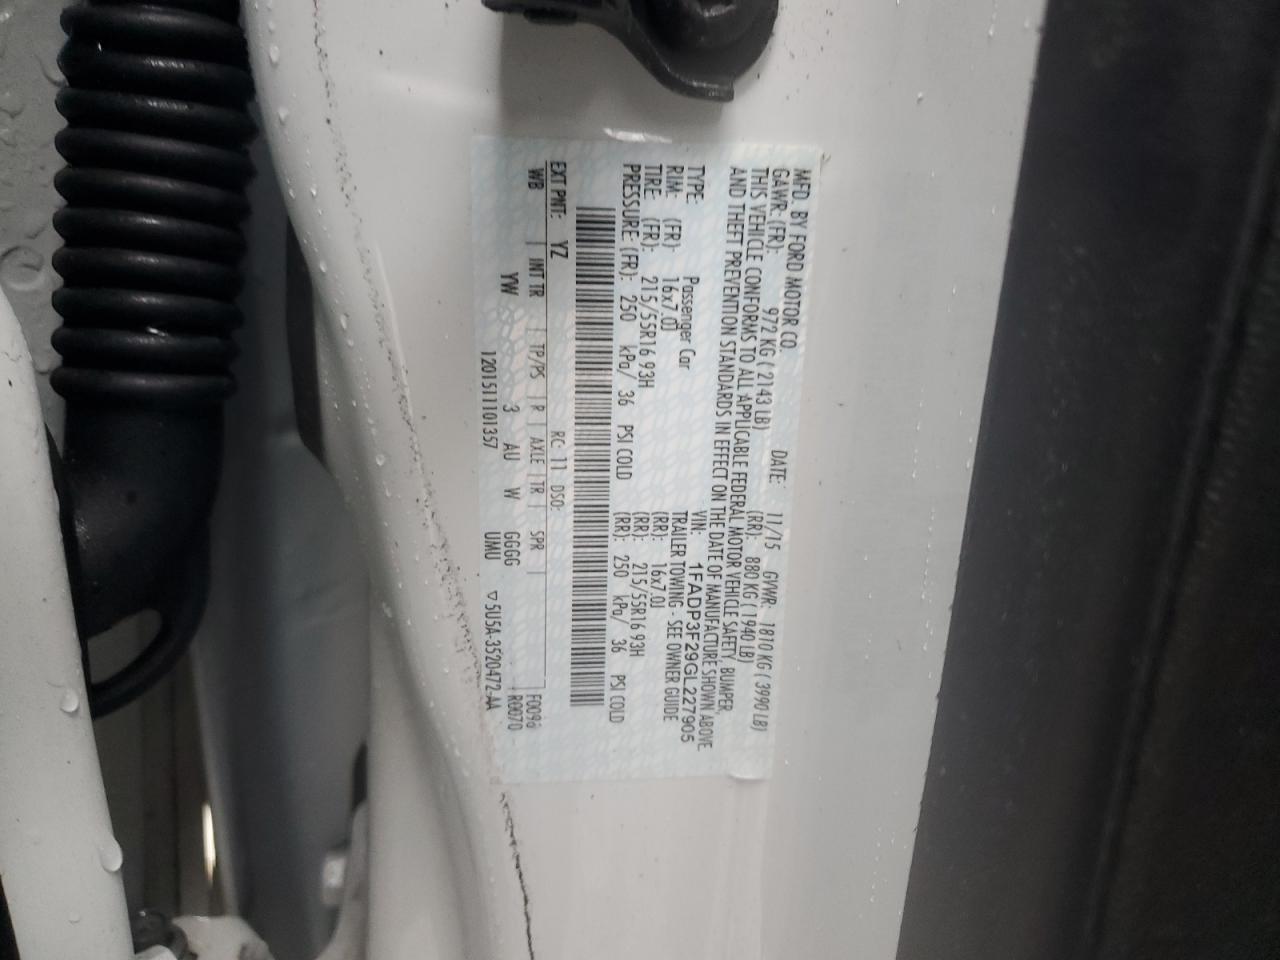 MFD. BY FORD MOTOR CO.
DATE: 11/15 GVWR: 1810 KG ( 3990 LB)
GAWR: (FR): 972 KG ( 2143 LB) (RR): 880 KG ( 1940 LB)
THIS VEHICLE CONFORMS TO ALL APPLICABLE FEDERAL MOTOR VEHICLE SAFETY, BUMPER,
AND THEFT PREVENTION STANDARDS IN EFFECT ON THE DATE OF MANUFACTURE SHOWN ABOVE
VIN: 1FADP3F29GL227905
TYPE: Passenger Car TRAILER TOWING - SEE OWNER GUIDE
RIM: (FR): 16x7.0J (RR): 16x7.0J
TIRE: (FR): 215/55R16 93H (RR): 215/55R16 93H
PRESSURE: (FR): 250 kPa/ 36 PSI COLD (RR): 250 kPa/ 36 PSI COLD
EXT PNT: YZ RC: 11 DSO: F0096
WB | INT TR | TP/PS | R | AXLE | TR | SPR | R0070
YW 3 AU W GGGG
1201511101357 UMU ▽5U5A-3520472-AA